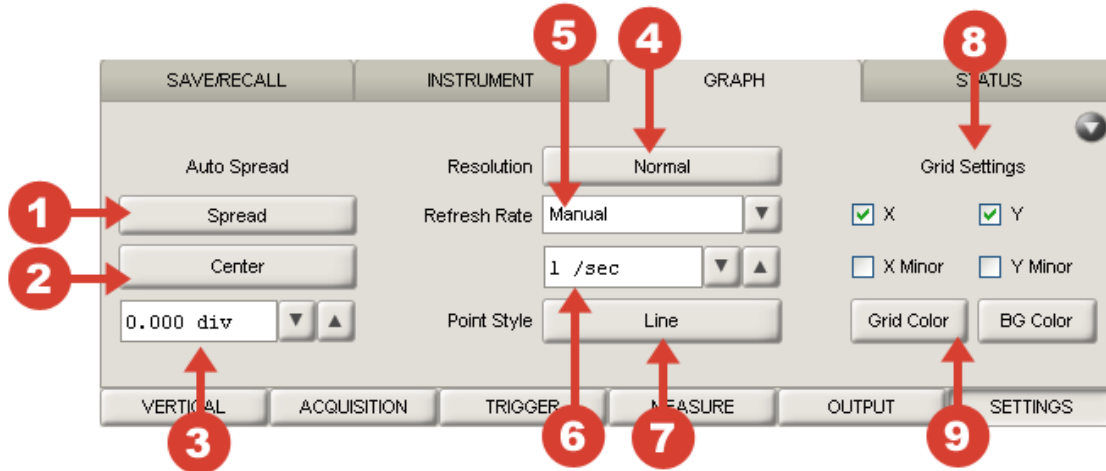 5 4 8
SAVE/RECALL INSTRUMENT GRAPH STATUS
Auto Spread Resolution Normal Grid Settings
1 Spread Refresh Rate Manual X Y
2 Center 1 /sec X Minor Y Minor
0.000 div Point Style Line Grid Color BG Color
VERTICAL ACQUISITION TRIGGER MEASURE OUTPUT SETTINGS
3 6 7 9